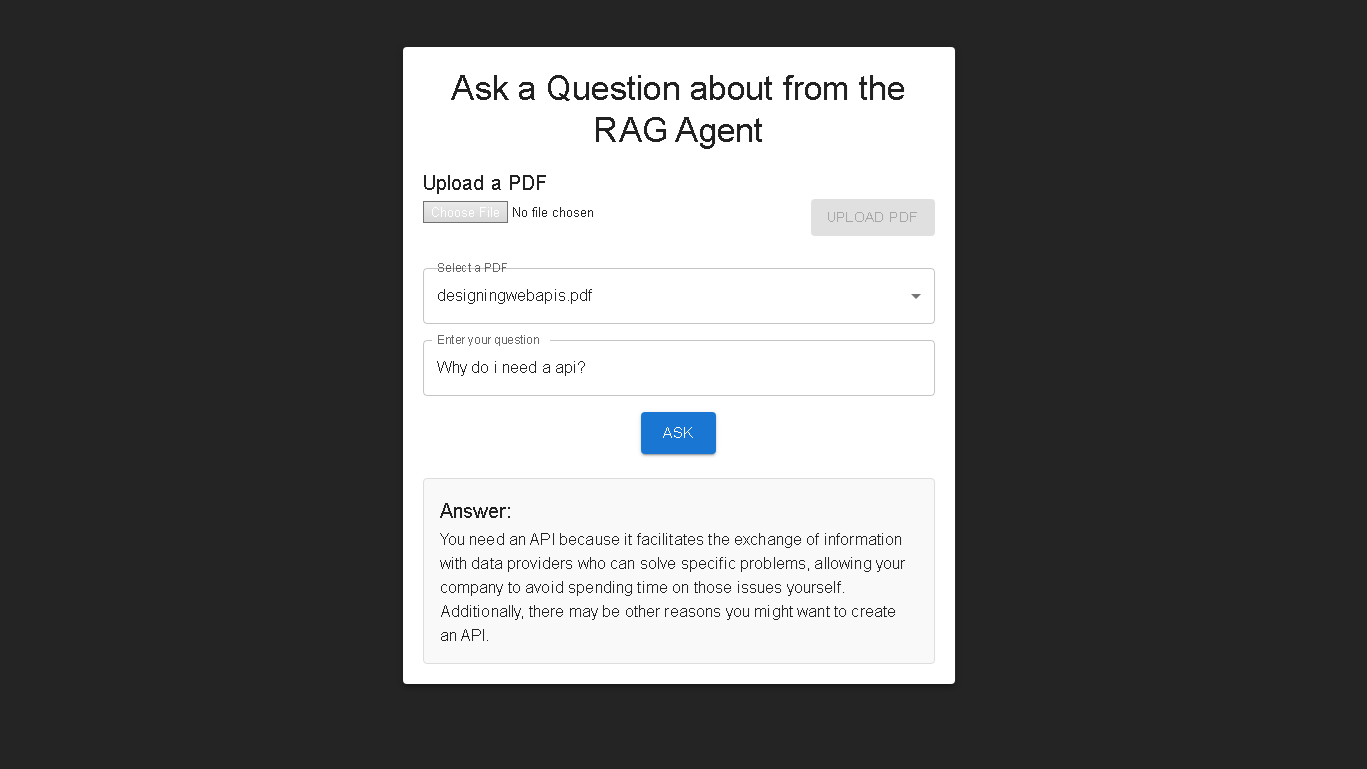 Ask a Question about from the
RAG Agent
Upload a PDF
Choose File No file chosen
UPLOAD PDF
Select a PDF
designingwebapis.pdf
Enter your question
Why do i need a api?
ASK
Answer:
You need an API because it facilitates the exchange of information
with data providers who can solve specific problems, allowing your
company to avoid spending time on those issues yourself.
Additionally, there may be other reasons you might want to create
an API.